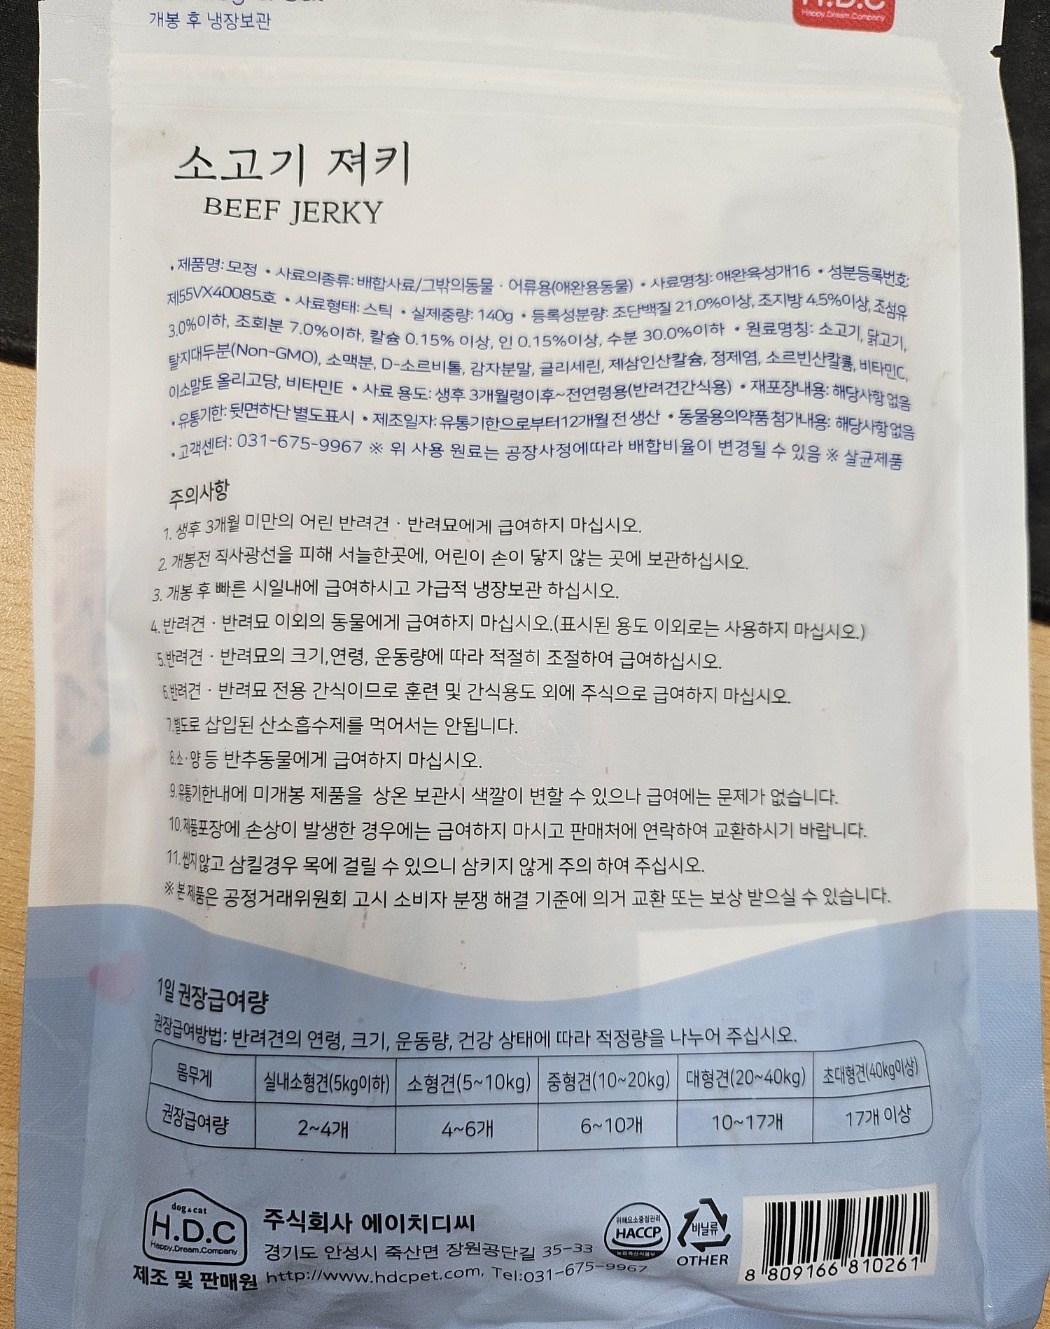 개봉 후 냉장보관
H.D.C
Happy.Dream.Company
소고기 져키
BEEF JERKY
• 제품명: 모정 • 사료의종류: 배합사료/그밖의동물 · 어류용(애완용동물) • 사료명칭: 애완육성개16 • 성분등록번호:
제55VX40085호 • 사료형태: 스틱 • 실제중량: 140g • 등록성분량: 조단백질 21.0%이상, 조지방 4.5%이상, 조섬유
3.0%이하, 조회분 7.0%이하, 칼슘 0.15% 이상, 인 0.15%이상, 수분 30.0%이하 • 원료명칭: 소고기, 닭고기,
탈지대두분(Non-GMO), 소맥분, D-소르비톨, 감자분말, 글리세린, 제삼인산칼슘, 정제염, 소르빈산칼륨, 비타민C,
이소말토 올리고당, 비타민E • 사료 용도: 생후 3개월령이후~전연령용(반려견간식용) • 재포장내용: 해당사항 없음
• 유통기한: 뒷면하단 별도표시 • 제조일자: 유통기한으로부터12개월 전 생산 • 동물용의약품 첨가내용: 해당사항 없음
• 고객센터: 031-675-9967 ※ 위 사용 원료는 공장사정에따라 배합비율이 변경될 수 있음 ※ 살균제품
주의사항
1. 생후 3개월 미만의 어린 반려견 · 반려묘에게 급여하지 마십시오.
2. 개봉전 직사광선을 피해 서늘한곳에, 어린이 손이 닿지 않는 곳에 보관하십시오.
3. 개봉 후 빠른 시일내에 급여하시고 가급적 냉장보관 하십시오.
4. 반려견 · 반려묘 이외의 동물에게 급여하지 마십시오.(표시된 용도 이외로는 사용하지 마십시오.)
5. 반려견 · 반려묘의 크기,연령, 운동량에 따라 적절히 조절하여 급여하십시오.
6. 반려견 · 반려묘 전용 간식이므로 훈련 및 간식용도 외에 주식으로 급여하지 마십시오.
7. 별도로 삽입된 산소흡수제를 먹어서는 안됩니다.
8. 소·양 등 반추동물에게 급여하지 마십시오.
9. 유통기한내에 미개봉 제품을 상온 보관시 색깔이 변할 수 있으나 급여에는 문제가 없습니다.
10. 제품포장에 손상이 발생한 경우에는 급여하지 마시고 판매처에 연락하여 교환하시기 바랍니다.
11. 씹지않고 삼킬경우 목에 걸릴 수 있으니 삼키지 않게 주의 하여 주십시오.
※ 본 제품은 공정거래위원회 고시 소비자 분쟁 해결 기준에 의거 교환 또는 보상 받으실 수 있습니다.
1일 권장급여량
권장급여방법: 반려견의 연령, 크기, 운동량, 건강 상태에 따라 적정량을 나누어 주십시오.
몸무게 실내소형견(5kg이하) 소형견(5~10kg) 중형견(10~20kg) 대형견(20~40kg) 초대형견(40kg이상)
권장급여량 2~4개 4~6개 6~10개 10~17개 17개 이상
dog & cat
H.D.C
Happy.Dream.Company
제조 및 판매원
주식회사 에이치디씨
경기도 안성시 죽산면 장원공단길 35-33
http://www.hdcpet.com, Tel:031-675-9967
위해요소중점관리
HACCP
농림축산식품부
비닐류
OTHER
8 809166 810261